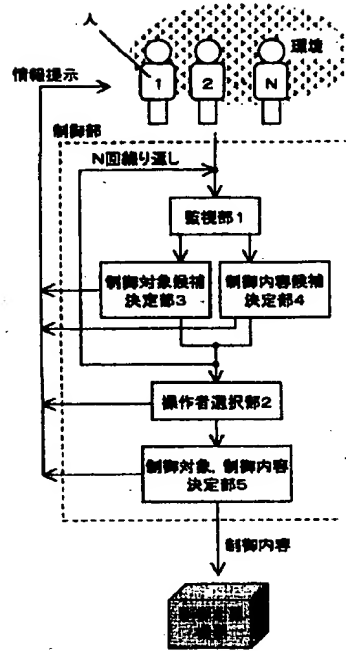 人
環境
情報提示
1
2
N
制御部
N回繰り返し
監視部1
制御対象候補
決定部3
制御内容候補
決定部4
操作者選択部2
制御対象、制御内容
決定部5
制御内容